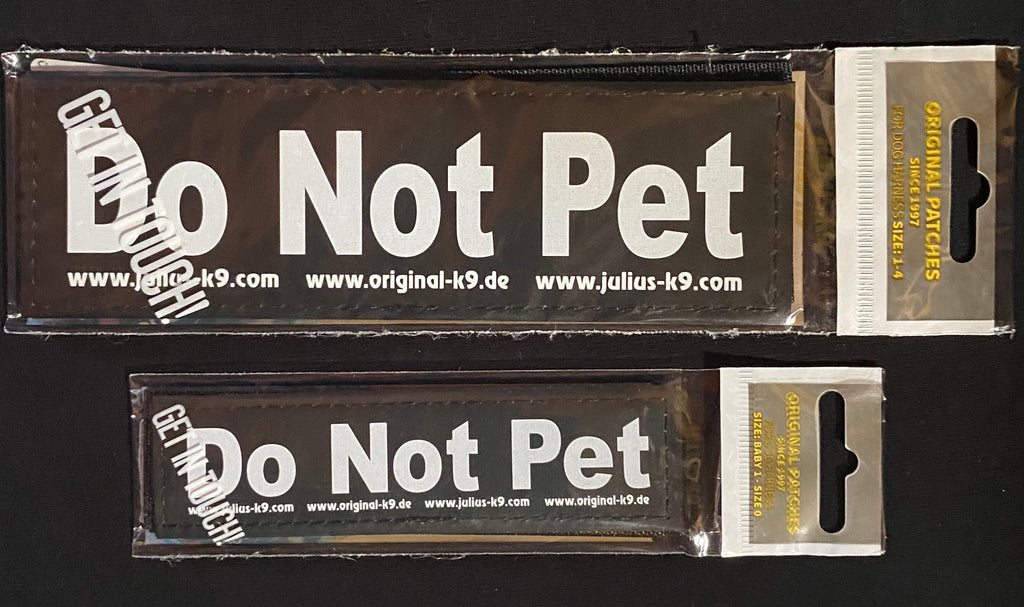 GET IN TOUCH!
Do Not Pet
www.julius-k9.com www.original-k9.de www.julius-k9.com
ORIGINAL PATCHES
SINCE 1997
FOR DOG HARNESS SIZE: 1-4
GET IN TOUCH!
Do Not Pet
www.julius-k9.com www.original-k9.de www.julius-k9.com www.original-k9.de
ORIGINAL PATCHES
SINCE 1997
SIZE: BABY 1 - SIZE 0